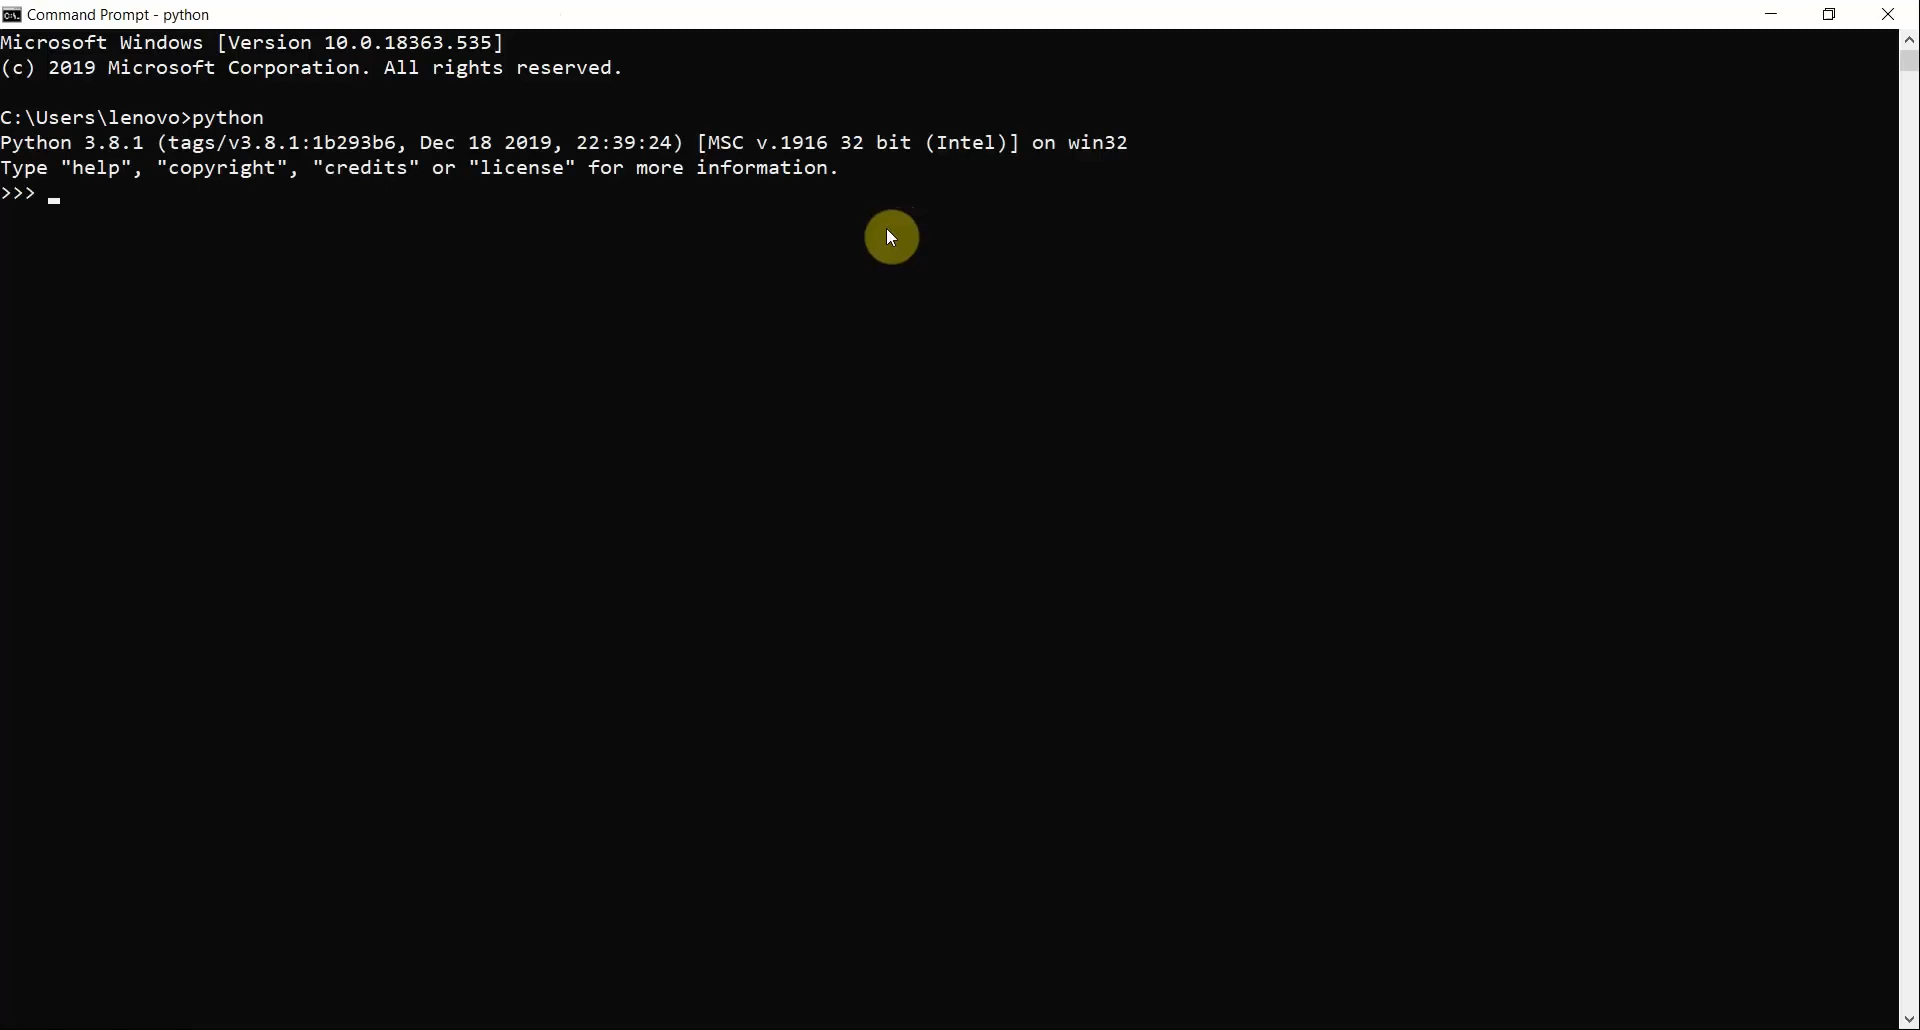 Command Prompt - python
Microsoft Windows [Version 10.0.18363.535]
(c) 2019 Microsoft Corporation. All rights reserved.
C:\Users\lenovo>python
Python 3.8.1 (tags/v3.8.1:1b293b6, Dec 18 2019, 22:39:24) [MSC v.1916 32 bit (Intel)] on win32
Type "help", "copyright", "credits" or "license" for more information.
>>>